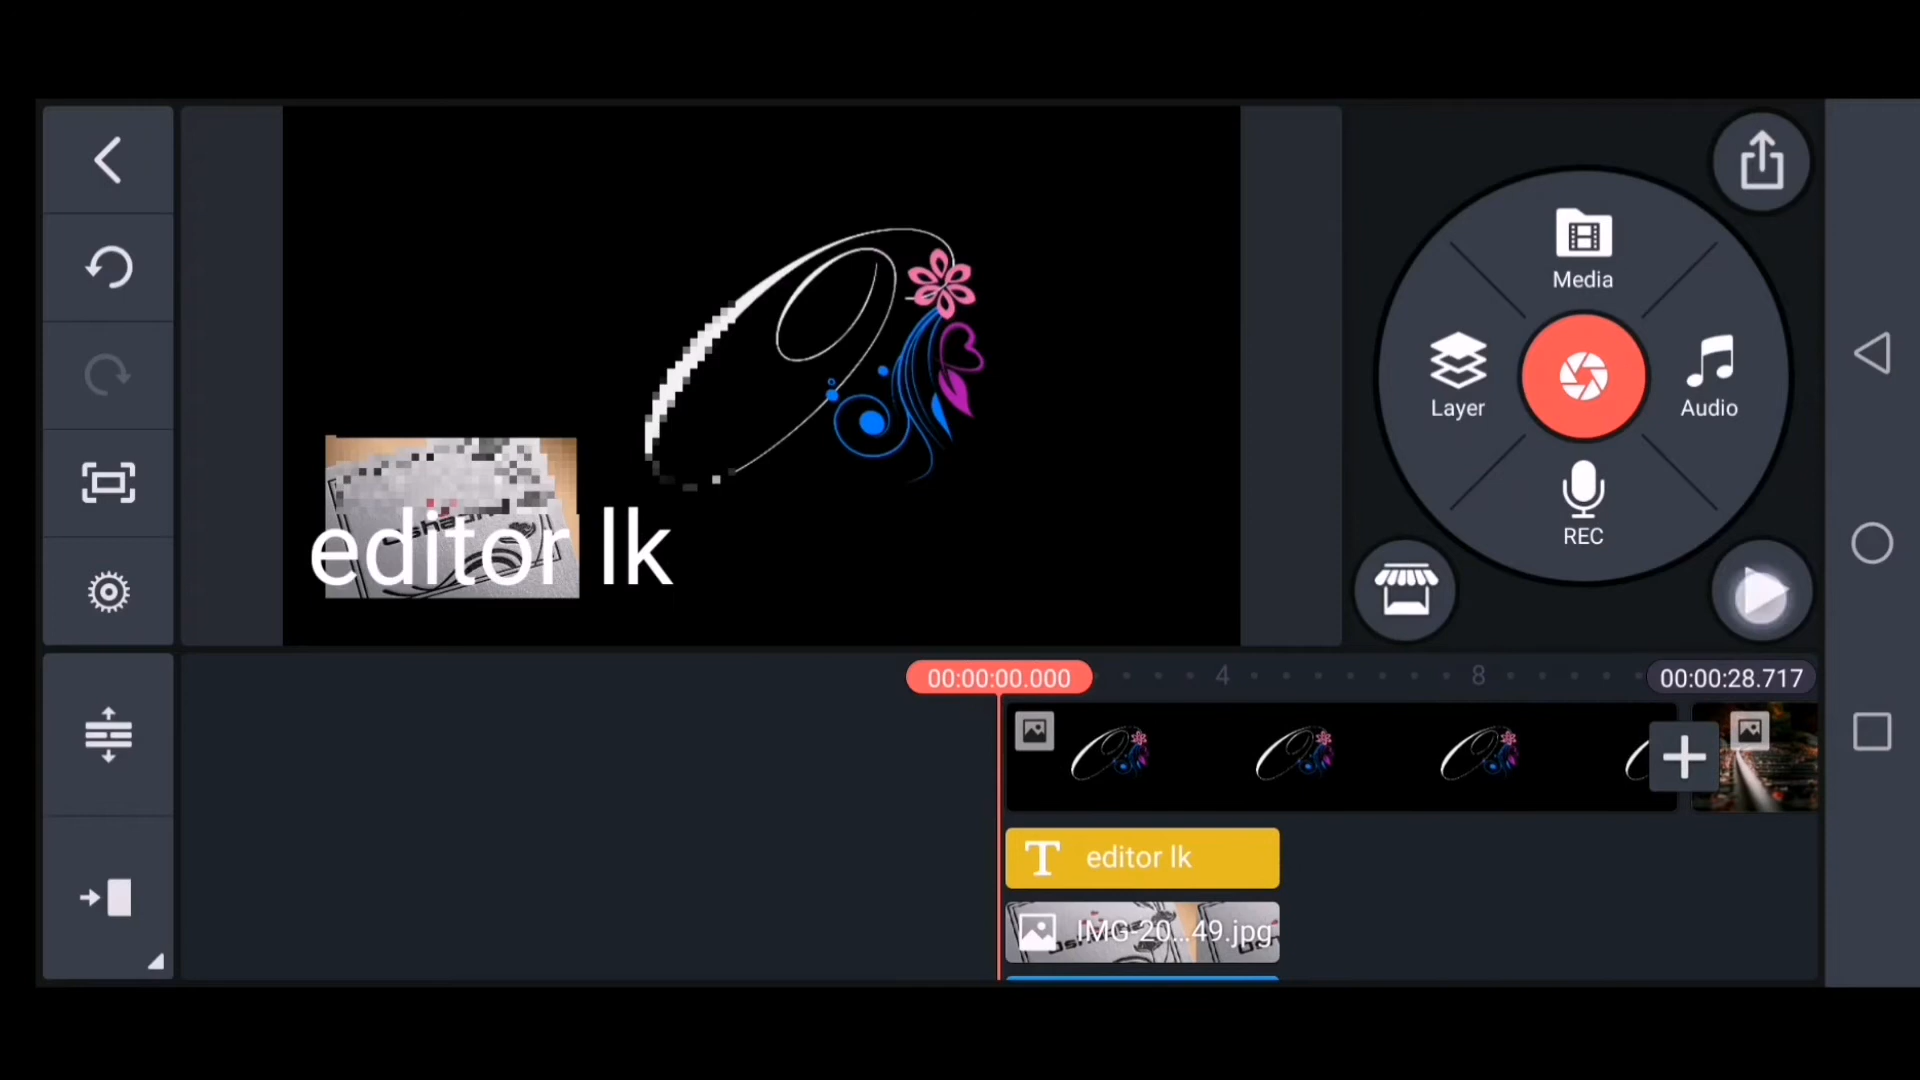 Media
Layer
Audio
REC
editor lk
00:00:00.000
4
8
00:00:28.717
editor lk
IMG-20...49.jpg